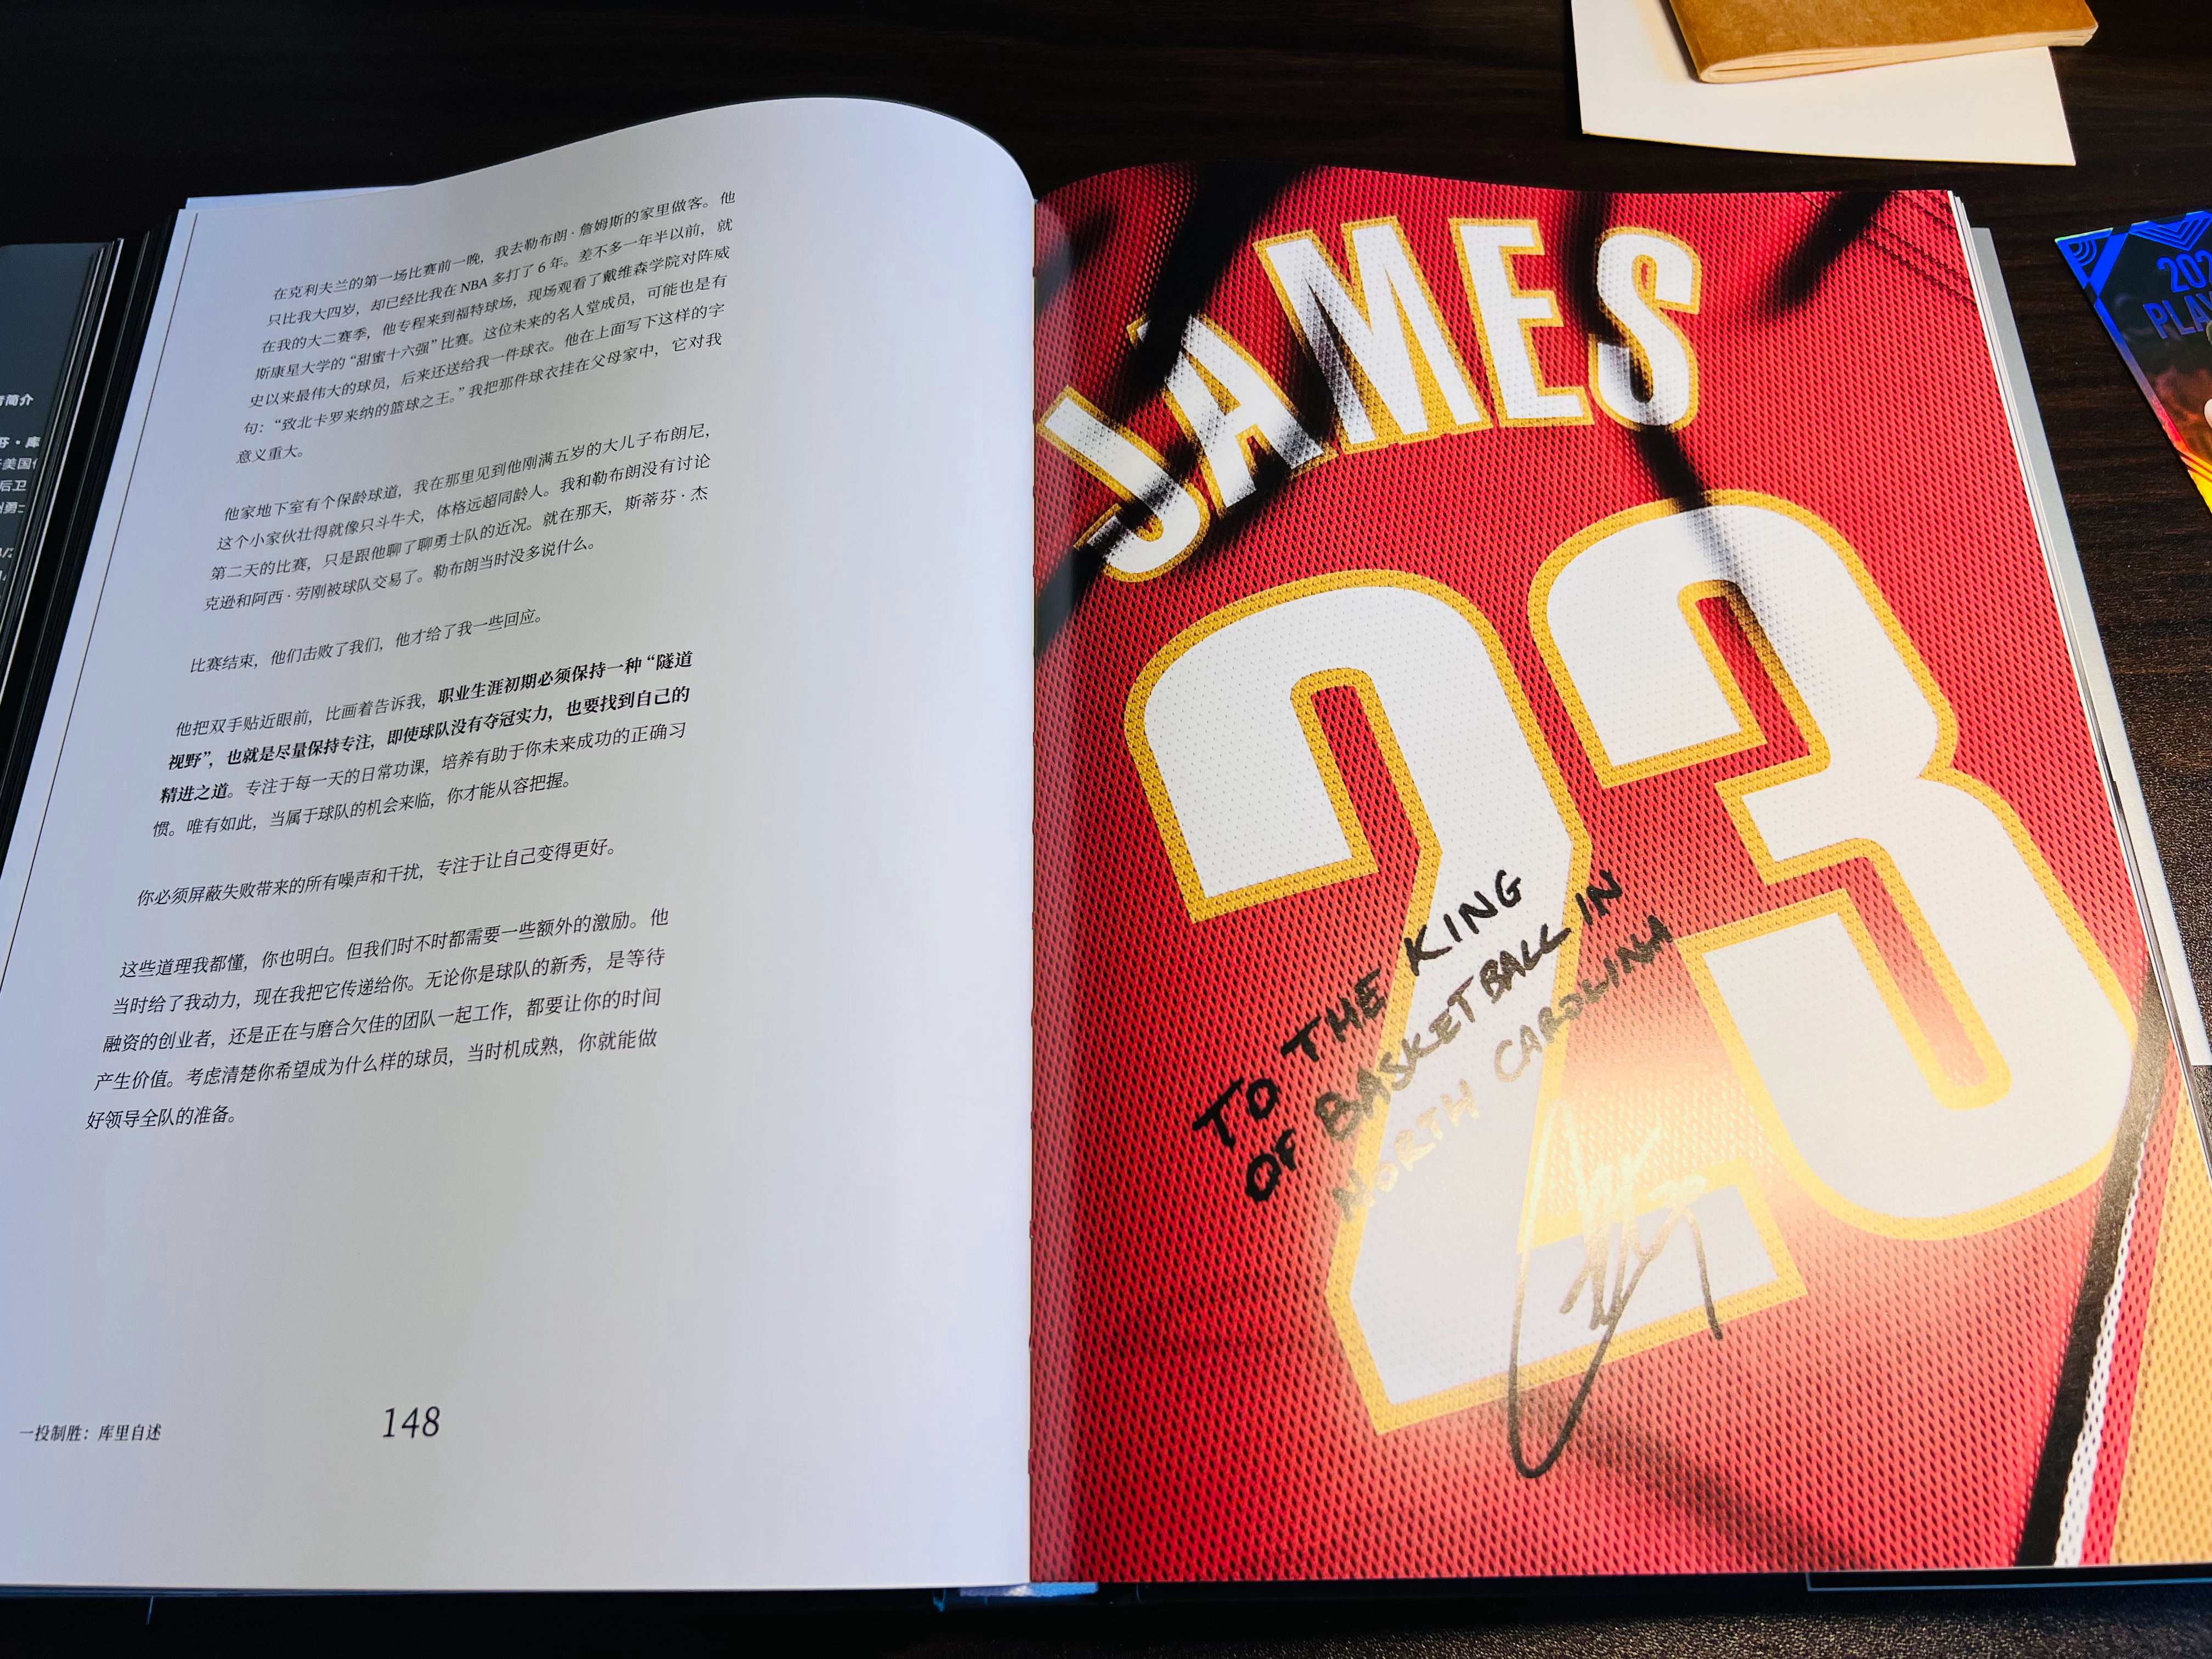 在克利夫兰的第一场比赛前一晚，我去勒布朗·詹姆斯的家里做客。他
只比我大四岁，却已经比我在 NBA 多打了 6 年。差不多一年半以前，就
在我的大二赛季，他专程来到福特球场，现场观看了戴维森学院对阵威
斯康星大学的“甜蜜十六强”比赛。这位未来的名人堂成员，可能也是有
史以来最伟大的球员，后来还送给我一件球衣。他在上面写下这样的字
句：“致北卡罗来纳的篮球之王。”我把那件球衣挂在父母家中，它对我
意义重大。
他家地下室有个保龄球道，我在那里见到他刚满五岁的大儿子布朗尼，
这个小家伙壮得就像只斗牛犬，体格远超同龄人。我和勒布朗没有讨论
第二天的比赛，只是跟他聊了聊勇士队的近况。就在那天，斯蒂芬·杰
克逊和阿西·劳刚被球队交易了。勒布朗当时没多说什么。
比赛结束，他们击败了我们，他才给了我一些回应。
他把双手贴近眼前，比画着告诉我，职业生涯初期必须保持一种“隧道
视野”，也就是尽量保持专注，即使球队没有夺冠实力，也要找到自己的
精进之道。专注于每一天的日常功课，培养有助于你未来成功的正确习
惯。唯有如此，当属于球队的机会来临，你才能从容把握。
你必须屏蔽失败带来的所有噪声和干扰，专注于让自己变得更好。
这些道理我都懂，你也明白。但我们时不时都需要一些额外的激励。他
当时给了我动力，现在我把它传递给你。无论你是球队的新秀，是等待
融资的创业者，还是正在与磨合欠佳的团队一起工作，都要让你的时间
产生价值。考虑清楚你希望成为什么样的球员，当时机成熟，你就能做
好领导全队的准备。
一投制胜：库里自述
148
JAMES
23
TO THE KING
OF BASKETBALL IN
NORTH CAROLINA
简介
美国
后卫
202
PLA